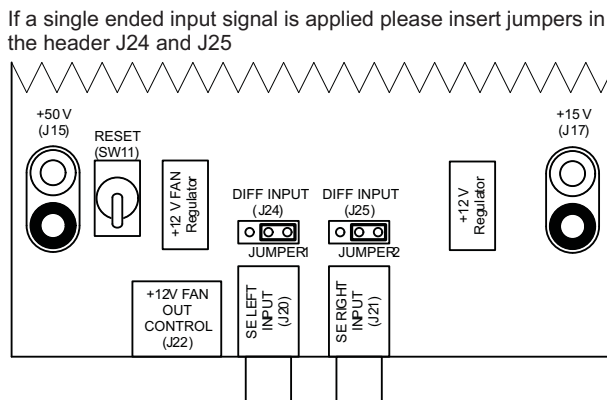 If a single ended input signal is applied please insert jumpers in
the header J24 and J25
+50 V
(J15)
RESET
(SW11)
+12 V FAN
Regulator
DIFF INPUT
(J24)
JUMPER1
DIFF INPUT
(J25)
JUMPER2
+12 V
Regulator
+15 V
(J17)
+12V FAN
OUT
CONTROL
(J22)
SE LEFT
INPUT
(J20)
SE RIGHT
INPUT
(J21)